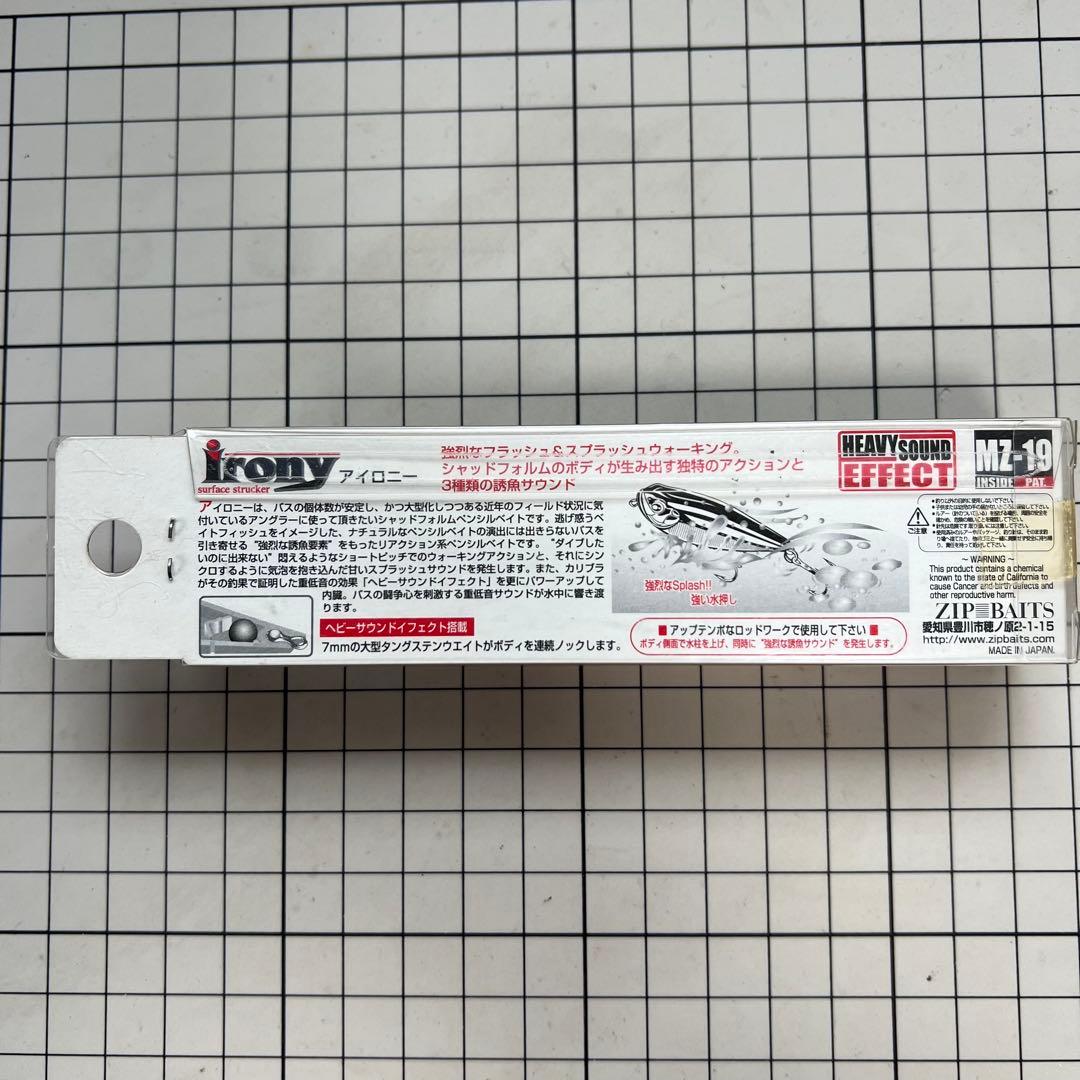 irony
surface strucker
アイロニー
強烈なフラッシュ&スプラッシュウォーキング。
シャッドフォルムのボディが生み出す独特のアクションと
3種類の誘魚サウンド
HEAVY SOUND
EFFECT
MZ-19
INSIDE PAT.
アイロニーは、バスの個体数が安定し、かつ大型化しつつある近年のフィールド状況に気
付いているアングラーに使って頂きたいシャッドフォルムペンシルベイトです。逃げ惑うベ
イトフィッシュをイメージした、ナチュラルなペンシルベイトの演出には出きらないバスを
引き寄せる"強烈な誘魚要素"をもったリアクション系ペンシルベイトです。"ダイブした
いのに出来ない"悶えるようなショートピッチでのウォーキングアクションと、それにシン
クロするように気泡を抱き込んだ甘いスプラッシュサウンドを発生します。また、カリブラ
がその釣果で証明した重低音の効果「ヘビーサウンドイフェクト」を更にパワーアップして
内臓。バスの闘争心を刺激する重低音サウンドが水中に響き渡
ります。
ヘビーサウンドイフェクト搭載
7mmの大型タングステンウエイトがボディを連続ノックします。
強烈なSplash!!
強い水押し
■アップテンポなロッドワークで使用して下さい■
ボディ側面で水柱を上げ、同時に"強烈な誘魚サウンド"を発生します。
ご注意
●釣り以外の目的に使用しないで下さい。
~ WARNING ~
This product contains a chemical
known to the state of California to
cause Cancer and birth defects and
other reproductive harm.
ZIP BAITS
愛知県豊川市穂ノ原2-1-15
http://www.zipbaits.com
MADE IN JAPAN.